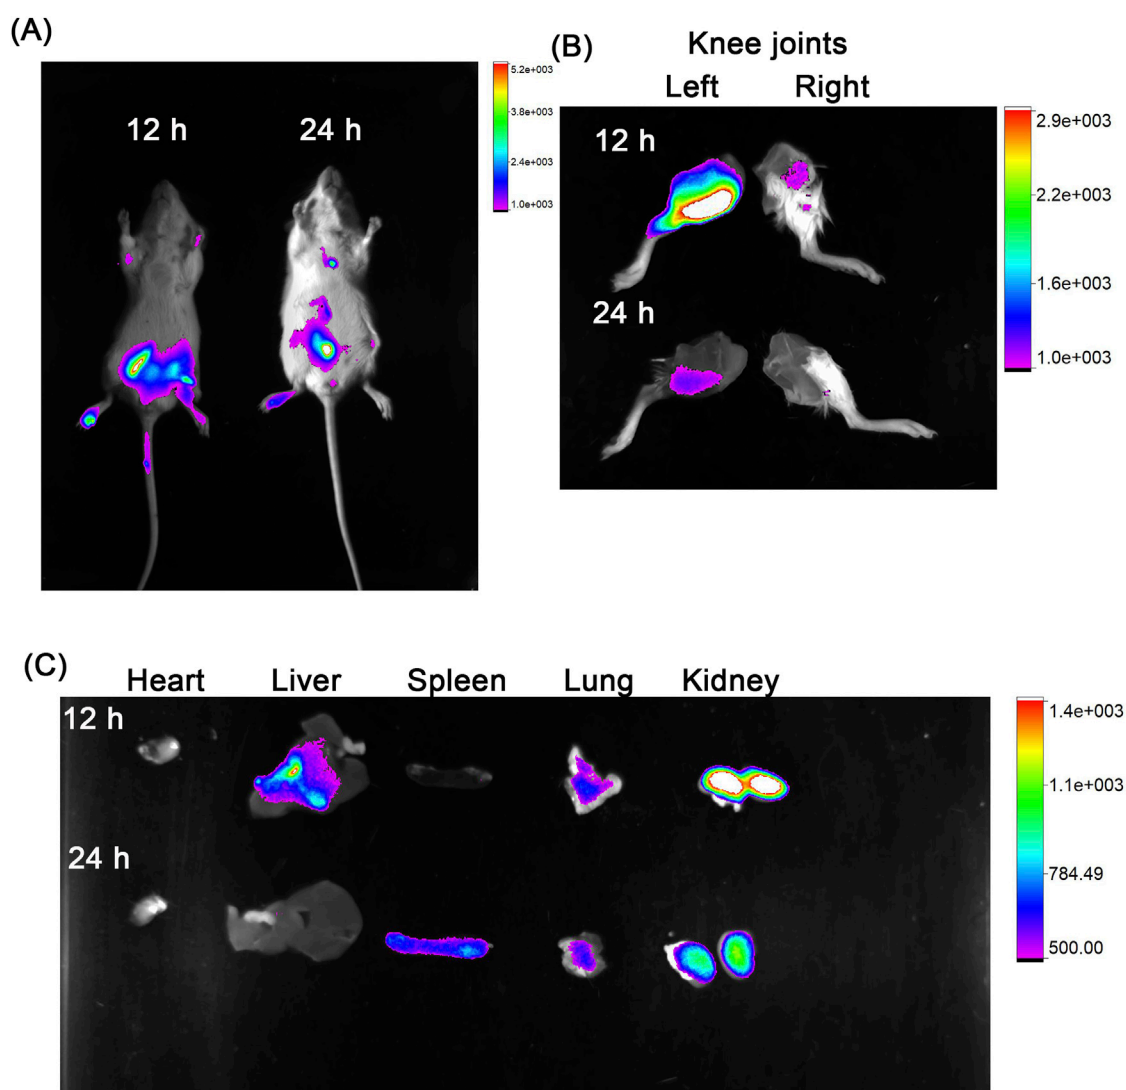 (A)
12 h
24 h
5.2e+003
3.8e+003
2.4e+003
1.0e+003
(B)
Knee joints
Left
Right
12 h
24 h
2.9e+003
2.2e+003
1.6e+003
1.0e+003
(C)
Heart
Liver
Spleen
Lung
Kidney
12 h
24 h
1.4e+003
1.1e+003
784.49
500.00